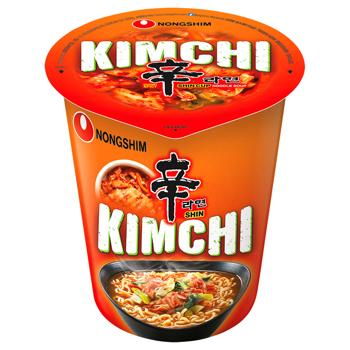 NONGSHIM
KIMCHI
辛 라면
SHIN CUP NOODLE SOUP
NONGSHIM
辛 라면
SHIN
KIMCHI